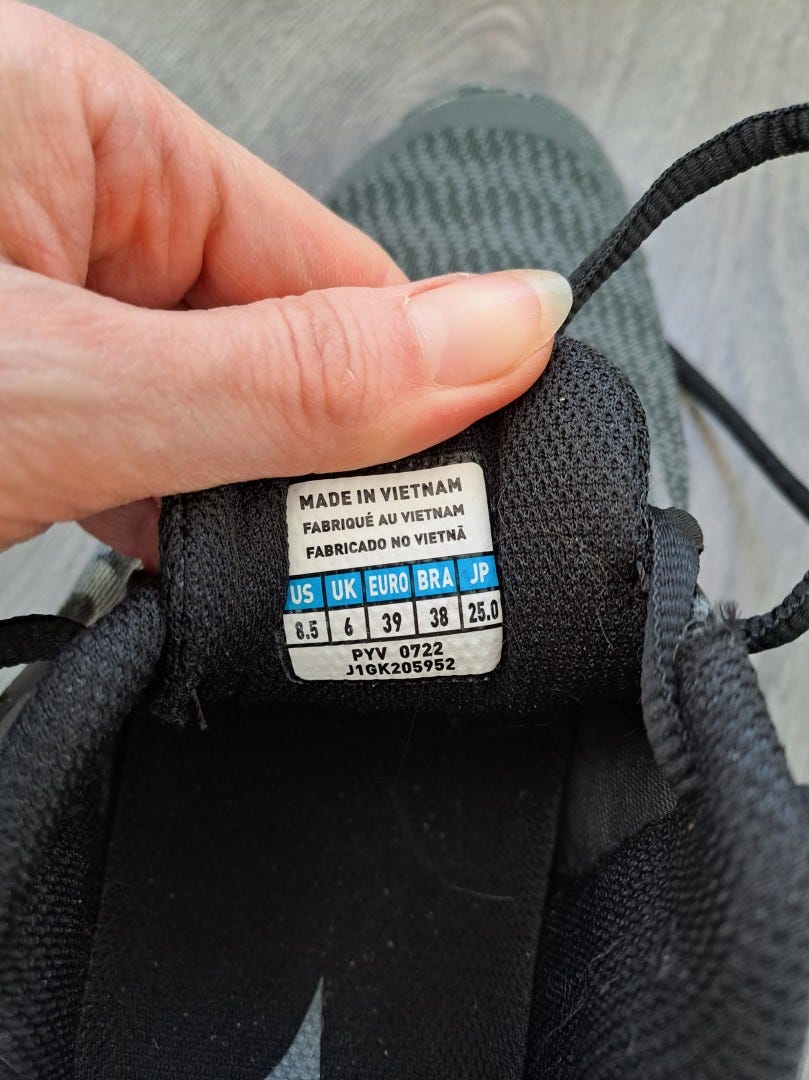 MADE IN VIETNAM
FABRIQUÉ AU VIETNAM
FABRICADO NO VIETNÃ
US UK EURO BRA JP
8.5 6 39 38 25.0
PYV 0722
J1GK205952